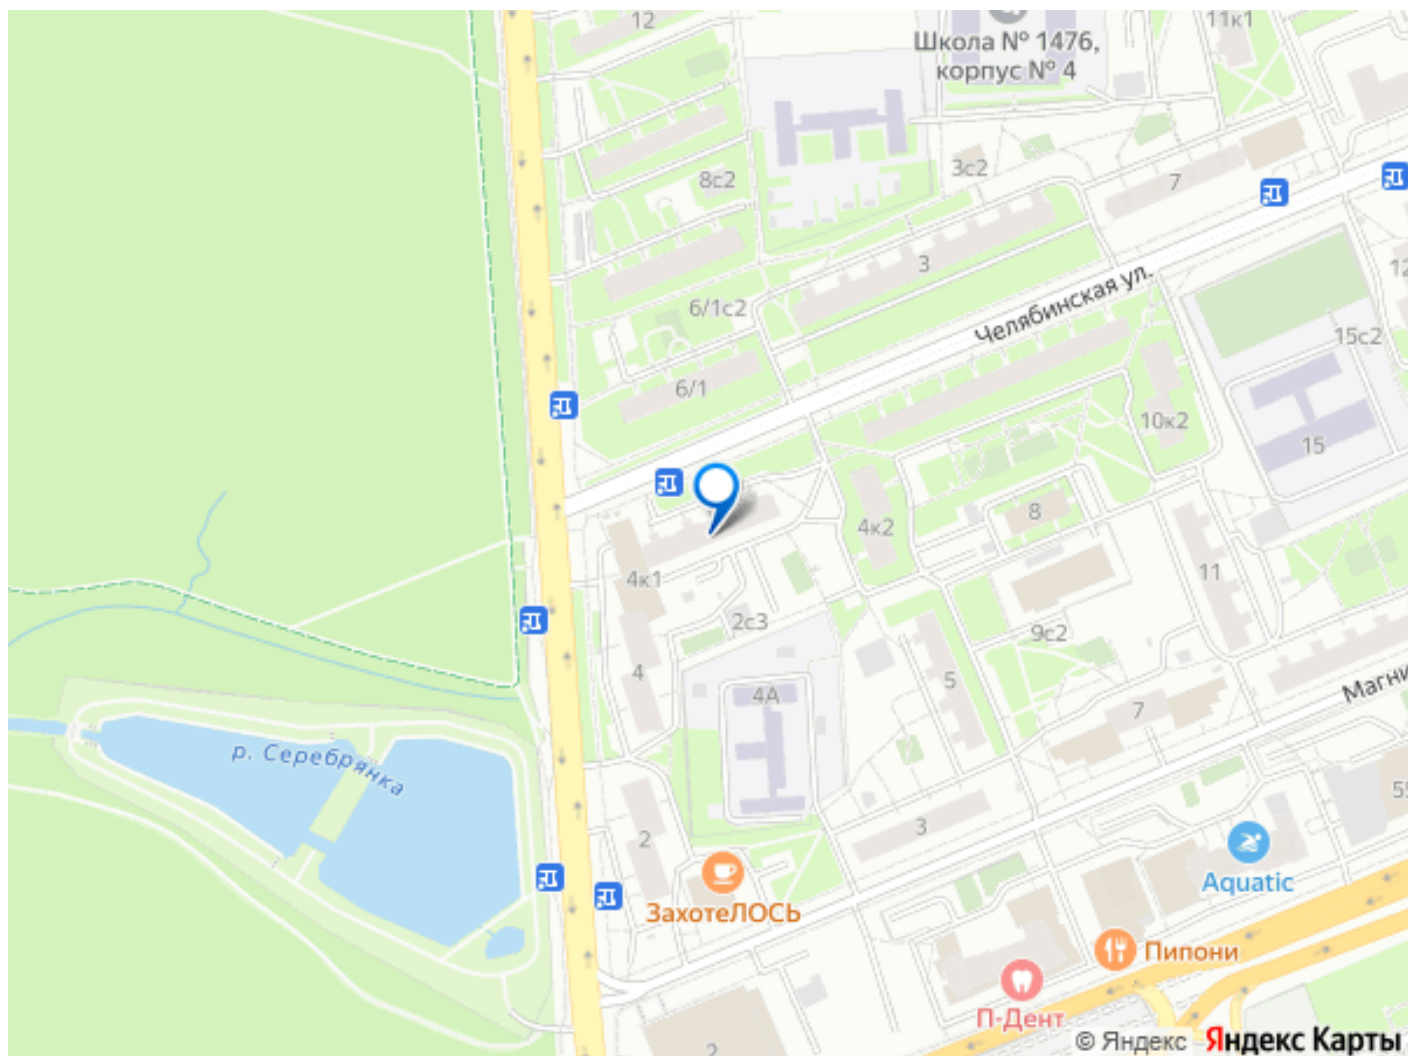 12
11к1
Школа № 1476,
корпус № 4
3с2
7
8с2
3
6/1с2
Челябинская ул.
12
15с2
6/1
10к2
15
8
4к2
4к1
11
2с3
9с2
4
4А
5
7
Магни
р. Серебрянка
2
3
55
Aquatic
ЗахотеЛОСЬ
Пипони
П-Дент
2
© Яндекс Яндекс Карты